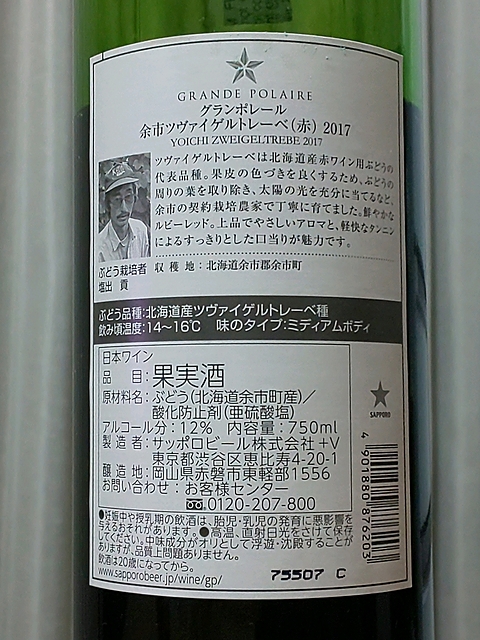 GRANDE POLAIRE
グランポレール
余市ツヴァイゲルトレーベ(赤) 2017
YOICHI ZWEIGELTREBE 2017
ツヴァイゲルトレーベは北海道産赤ワイン用ぶどうの
代表品種。果皮の色づきを良くするため、ぶどうの
周りの葉を取り除き、太陽の光を充分に当てるなど、
余市の契約栽培農家で丁寧に育てました。鮮やかな
ルビーレッド。上品でやさしいアロマと、軽快なタンニン
によるすっきりとした口当りが魅力です。
収穫地:北海道余市郡余市町
ぶどう栽培者
塩出 貢
ぶどう品種:北海道産ツヴァイゲルトレーベ種
飲み頃温度:14~16℃ 味のタイプ:ミディアムボディ
日本ワイン
品目:果実酒
原材料名:ぶどう(北海道余市町産)/
酸化防止剤(亜硫酸塩)
アルコール分:12% 内容量:750ml
製造者:サッポロビール株式会社+V
東京都渋谷区恵比寿4-20-1
醸造地:岡山県赤磐市東軽部1556
お問い合わせ:お客様センター
0120-207-800
SAPPORO
4 901880 876203
●妊娠中や授乳期の飲酒は、胎児・乳児の発育に悪影響を
与えるおそれがあります。●高温、直射日光をさけて保存
してください。中味成分がオリとして浮遊・沈殿することが
ありますが、品質上問題ありません。
飲酒は20歳になってから。
www.sapporobeer.jp/wine/gp/
75507 C